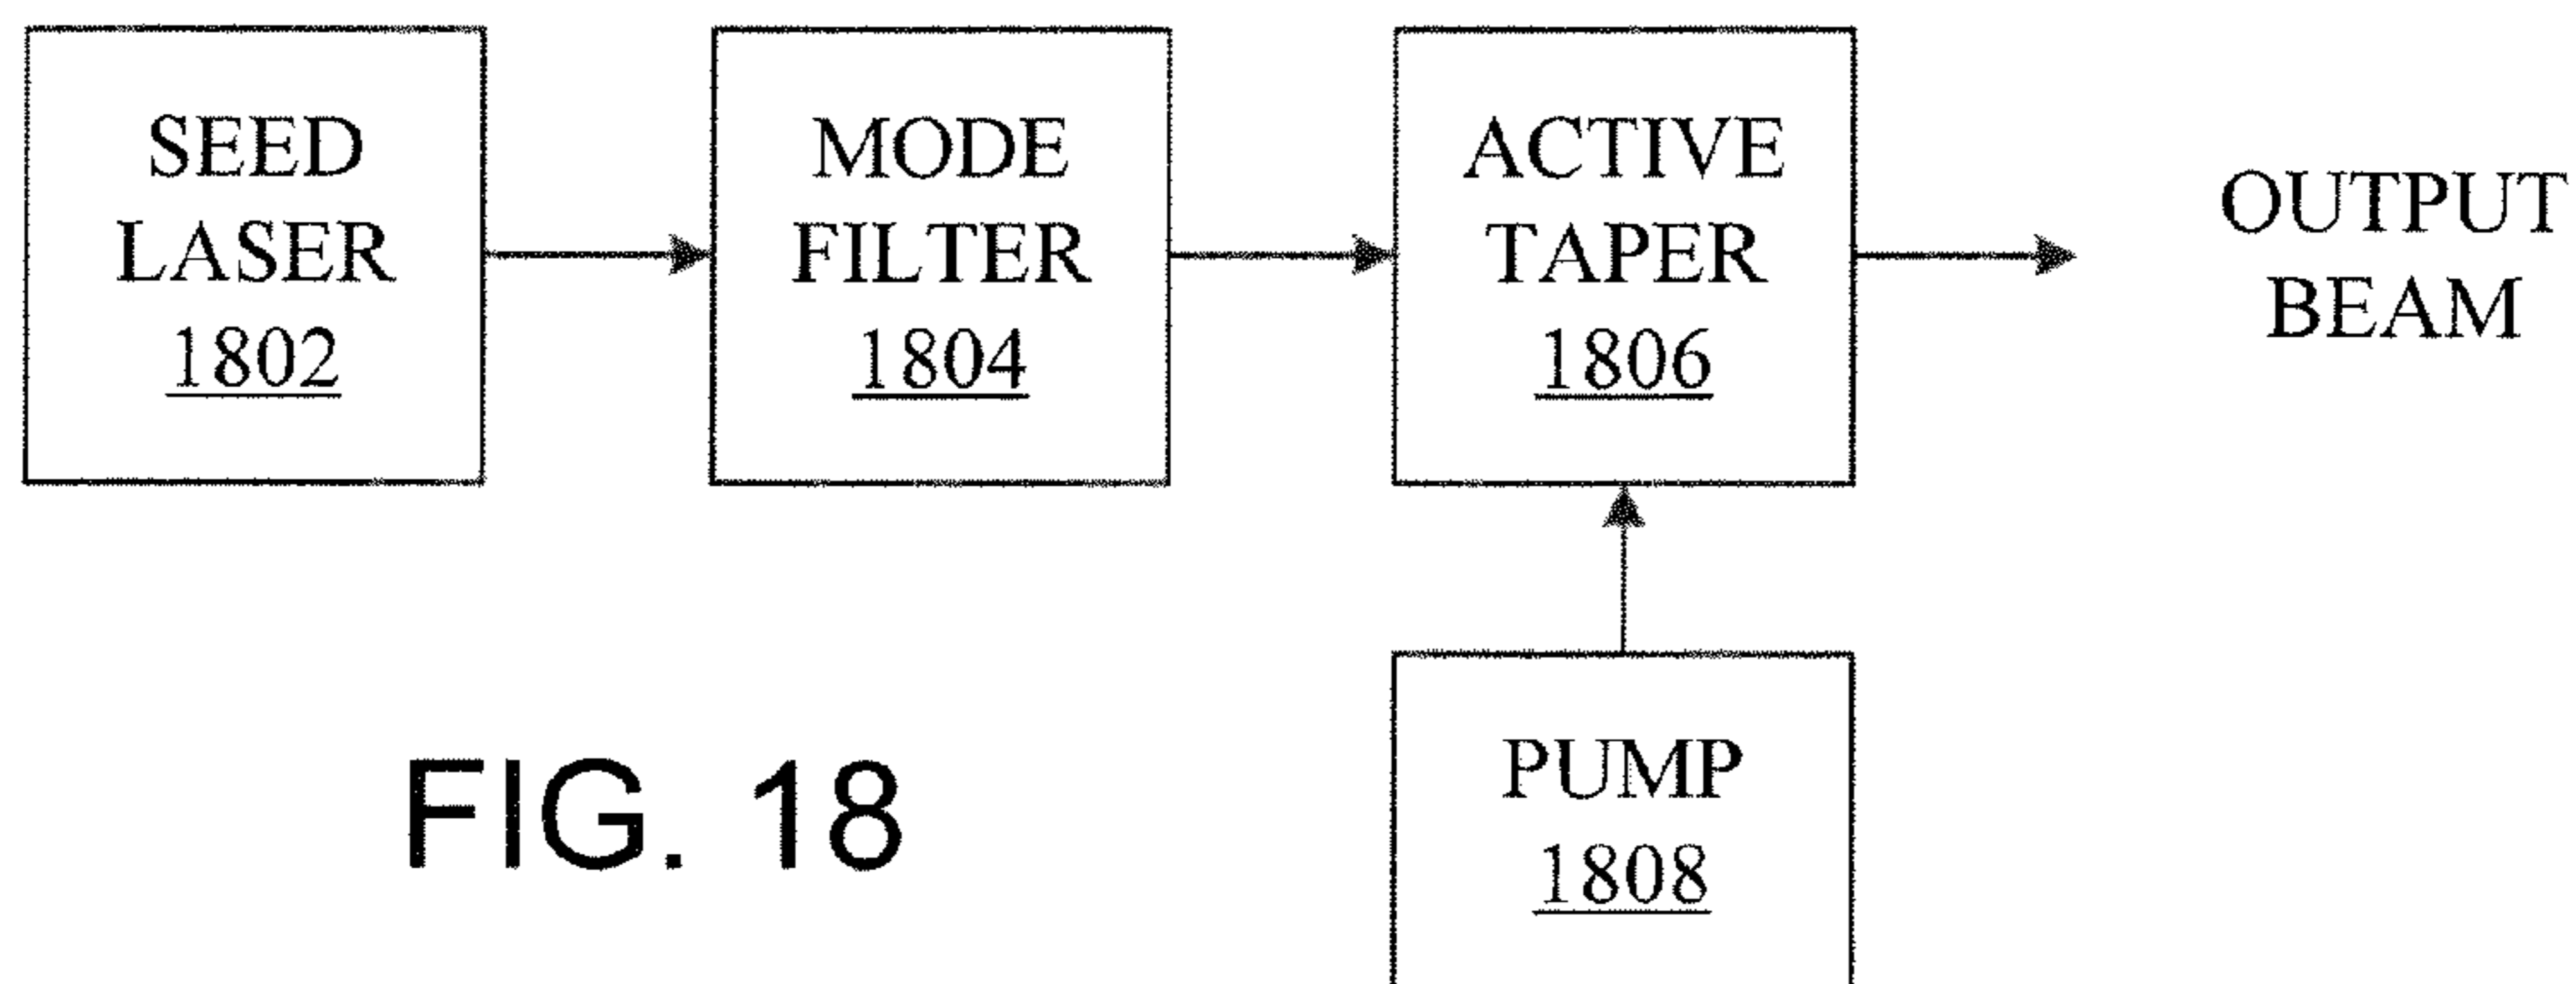 SEED
LASER
1802
MODE
FILTER
1804
ACTIVE
TAPER
1806
OUTPUT
BEAM
PUMP
1808
FIG. 18